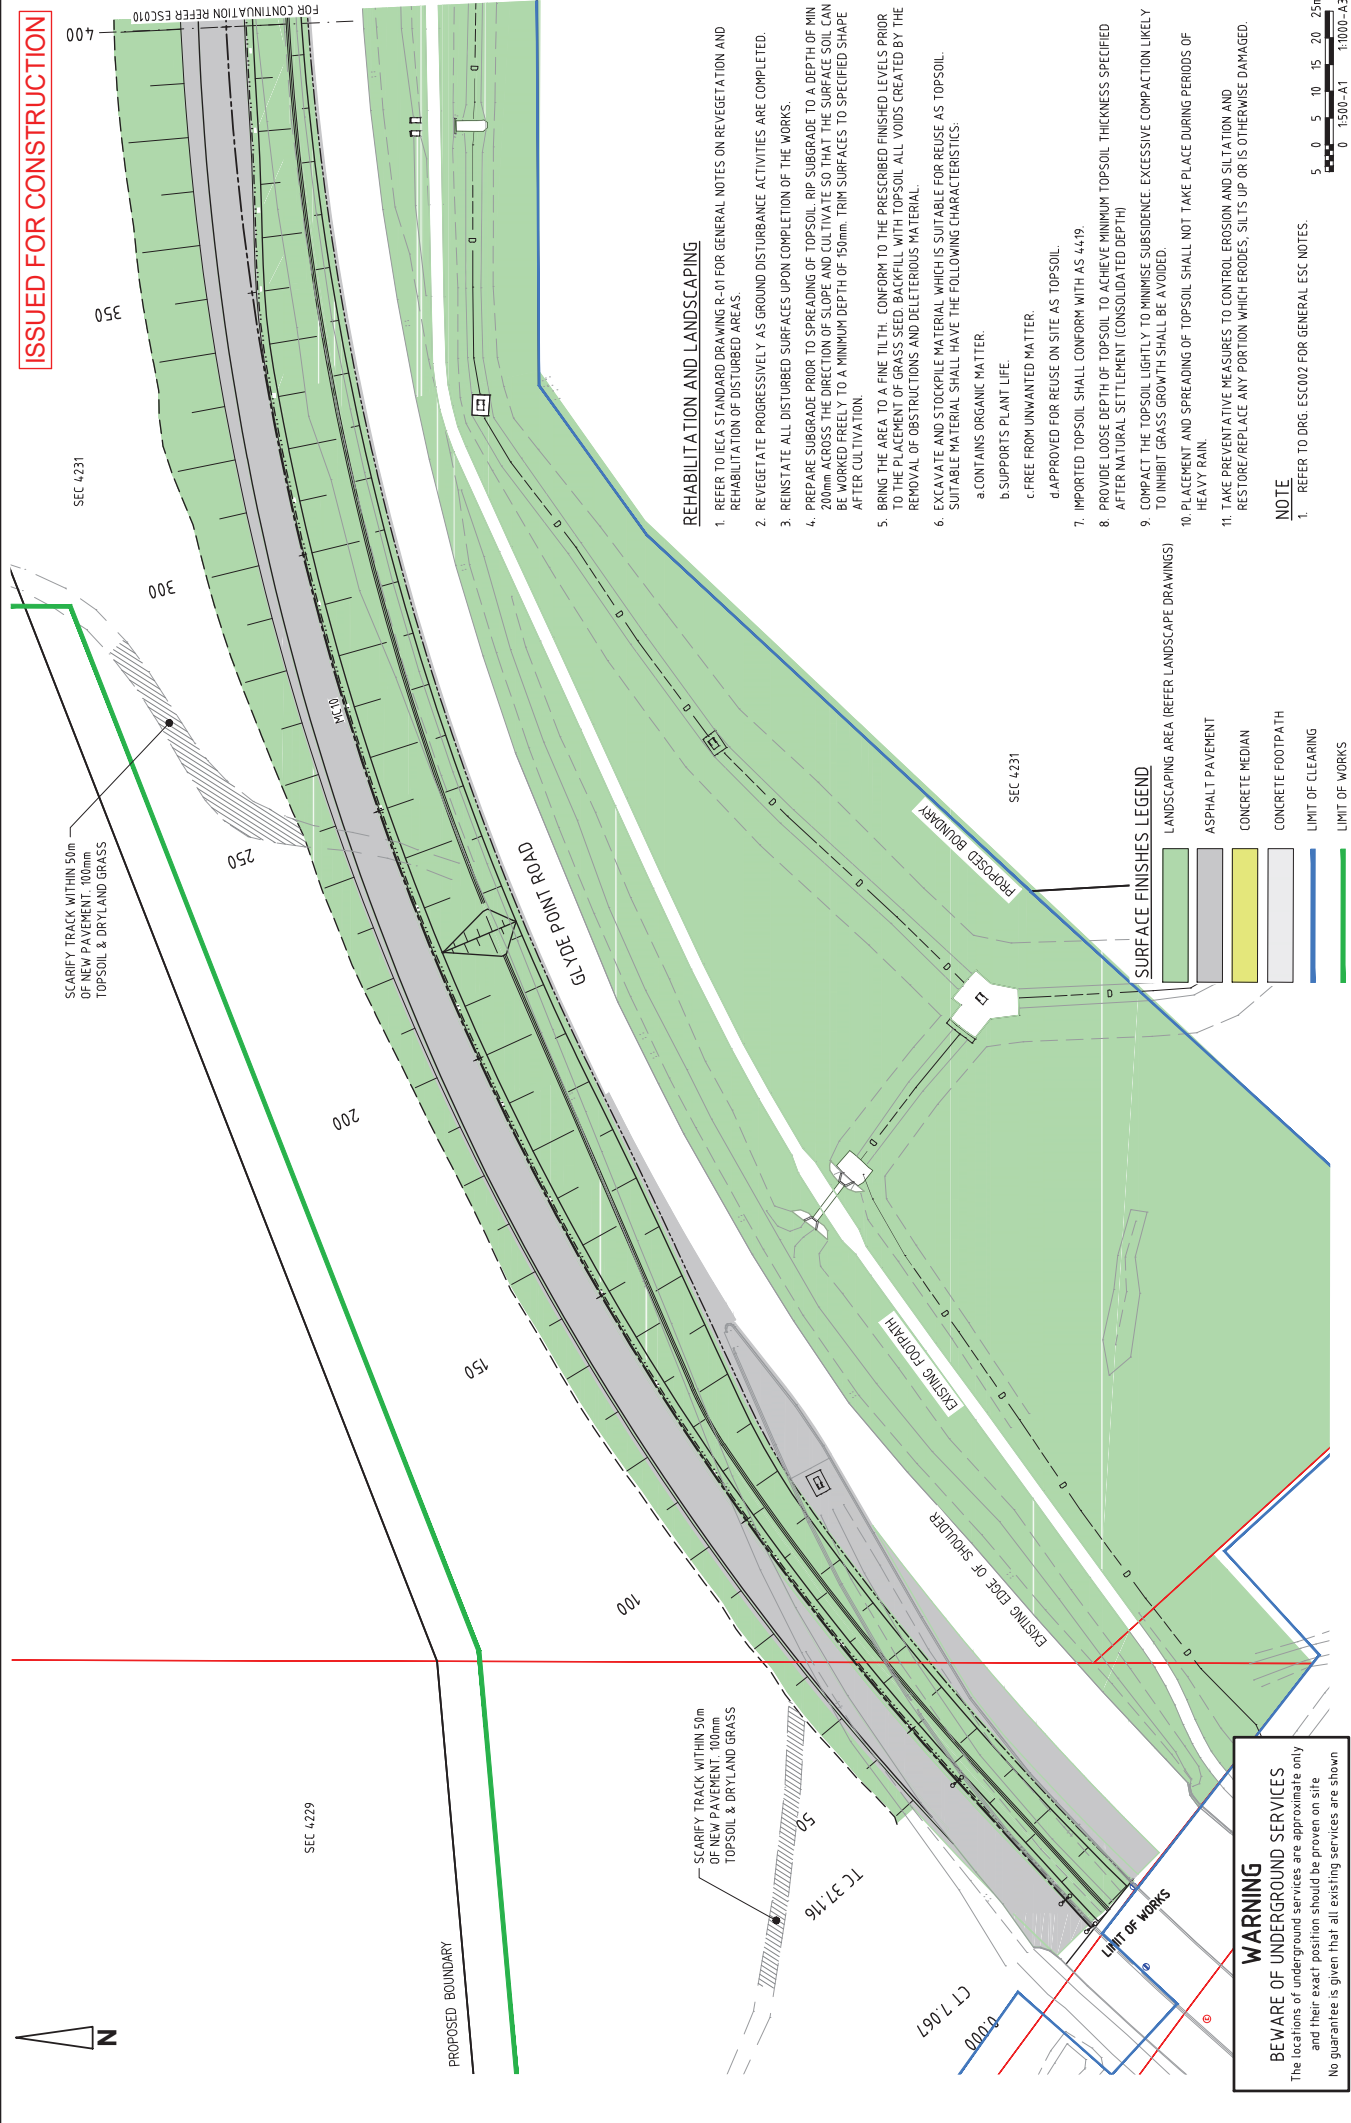 ISSUED FOR CONSTRUCTION
FOR CONTINUATION REFER ESC010
400
350
300
250
200
150
100
50
TC 37.116
CT 7.067
0.000
SEC 4231
SCARIFY TRACK WITHIN 50m
OF NEW PAVEMENT. 100mm
TOPSOIL & DRYLAND GRASS
MC10
GLYDE POINT ROAD
SEC 4229
PROPOSED BOUNDARY
N
SCARIFY TRACK WITHIN 50m
OF NEW PAVEMENT. 100mm
TOPSOIL & DRYLAND GRASS
EXISTING FOOTPATH
EXISTING EDGE OF SHOULDER
LIMIT OF WORKS
PROPOSED BOUNDARY
SEC 4231
REHABILITATION AND LANDSCAPING
1. REFER TO IECA STANDARD DRAWING R-01 FOR GENERAL NOTES ON REVEGETATION AND
REHABILITATION OF DISTURBED AREAS.
2. REVEGETATE PROGRESSIVELY AS GROUND DISTURBANCE ACTIVITIES ARE COMPLETED.
3. REINSTATE ALL DISTURBED SURFACES UPON COMPLETION OF THE WORKS.
4. PREPARE SUBGRADE PRIOR TO SPREADING OF TOPSOIL. RIP SUBGRADE TO A DEPTH OF MIN
200mm ACROSS THE DIRECTION OF SLOPE AND CULTIVATE SO THAT THE SURFACE SOIL CAN
BE WORKED FREELY TO A MINIMUM DEPTH OF 150mm. TRIM SURFACES TO SPECIFIED SHAPE
AFTER CULTIVATION.
5. BRING THE AREA TO A FINE TILTH. CONFORM TO THE PRESCRIBED FINISHED LEVELS PRIOR
TO THE PLACEMENT OF GRASS SEED. BACKFILL WITH TOPSOIL ALL VOIDS CREATED BY THE
REMOVAL OF OBSTRUCTIONS AND DELETERIOUS MATERIAL.
6. EXCAVATE AND STOCKPILE MATERIAL WHICH IS SUITABLE FOR REUSE AS TOPSOIL.
SUITABLE MATERIAL SHALL HAVE THE FOLLOWING CHARACTERISTICS:
a.CONTAINS ORGANIC MATTER.
b.SUPPORTS PLANT LIFE.
c.FREE FROM UNWANTED MATTER.
d.APPROVED FOR REUSE ON SITE AS TOPSOIL.
7. IMPORTED TOPSOIL SHALL CONFORM WITH AS 4419.
8. PROVIDE LOOSE DEPTH OF TOPSOIL TO ACHIEVE MINIMUM TOPSOIL THICKNESS SPECIFIED
AFTER NATURAL SETTLEMENT (CONSOLIDATED DEPTH)
9. COMPACT THE TOPSOIL LIGHTLY TO MINIMISE SUBSIDENCE. EXCESSIVE COMPACTION LIKELY
TO INHIBIT GRASS GROWTH SHALL BE AVOIDED.
10. PLACEMENT AND SPREADING OF TOPSOIL SHALL NOT TAKE PLACE DURING PERIODS OF
HEAVY RAIN.
11. TAKE PREVENTATIVE MEASURES TO CONTROL EROSION AND SILTATION AND
RESTORE/REPLACE ANY PORTION WHICH ERODES, SILTS UP OR IS OTHERWISE DAMAGED.
NOTE
1. REFER TO DRG. ESC002 FOR GENERAL ESC NOTES.
5 0 5 10 15 20 25m
0 1:500-A1 1:1000-A3
SURFACE FINISHES LEGEND
LANDSCAPING AREA (REFER LANDSCAPE DRAWINGS)
ASPHALT PAVEMENT
CONCRETE MEDIAN
CONCRETE FOOTPATH
LIMIT OF CLEARING
LIMIT OF WORKS
WARNING
BEWARE OF UNDERGROUND SERVICES
The locations of underground services are approximate only
and their exact position should be proven on site
No guarantee is given that all existing services are shown